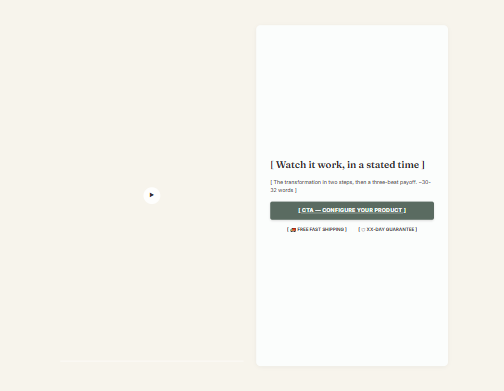 [ Watch it work, in a stated time ]
[ The transformation in two steps, then a three-beat payoff. ~30–
32 words ]
[ CTA — CONFIGURE YOUR PRODUCT ]
[ 🚚 FREE FAST SHIPPING ] [ 🛡 XX-DAY GUARANTEE ]